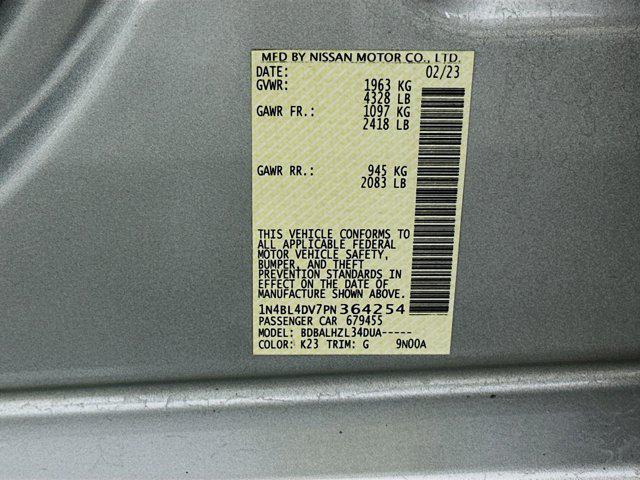 MFD BY NISSAN MOTOR CO., LTD.
DATE: 02/23
GVWR: 1963 KG
4328 LB
GAWR FR.: 1097 KG
2418 LB
GAWR RR.: 945 KG
2083 LB
THIS VEHICLE CONFORMS TO
ALL APPLICABLE FEDERAL
MOTOR VEHICLE SAFETY,
BUMPER, AND THEFT
PREVENTION STANDARDS IN
EFFECT ON THE DATE OF
MANUFACTURE SHOWN ABOVE.
1N4BL4DV7PN364254
PASSENGER CAR 679455
MODEL: BDBALHZL34DUA-----
COLOR: K23 TRIM: G 9N00A